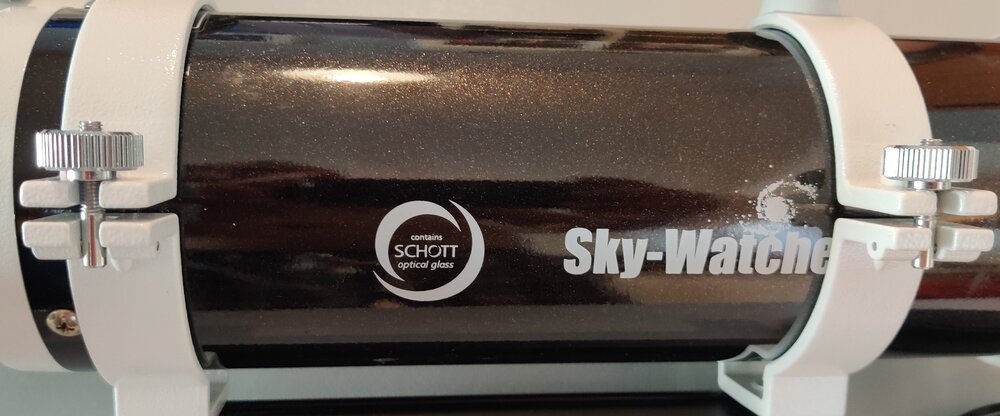 contains
SCHOTT
optical glass
Sky-Watche